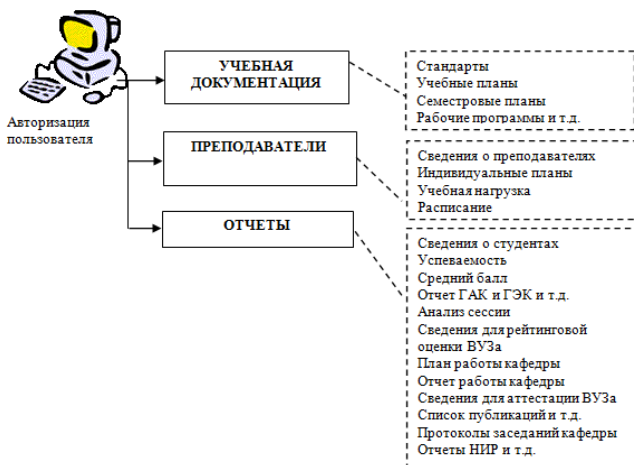 Авторизация
пользователя
УЧЕБНАЯ
ДОКУМЕНТАЦИЯ
Стандарты
Учебные планы
Семестровые планы
Рабочие программы и т.д.
ПРЕПОДАВАТЕЛИ
Сведения о преподавателях
Индивидуальные планы
Учебная нагрузка
Расписание
ОТЧЕТЫ
Сведения о студентах
Успеваемость
Средний балл
Отчет ГАК и ГЭК и т.д.
Анализ сессии
Сведения для рейтинговой
оценки ВУЗа
План работы кафедры
Отчет работы кафедры
Сведения для аттестации ВУЗа
Список публикаций и т.д.
Протоколы заседаний кафедры
Отчеты НИР и т.д.